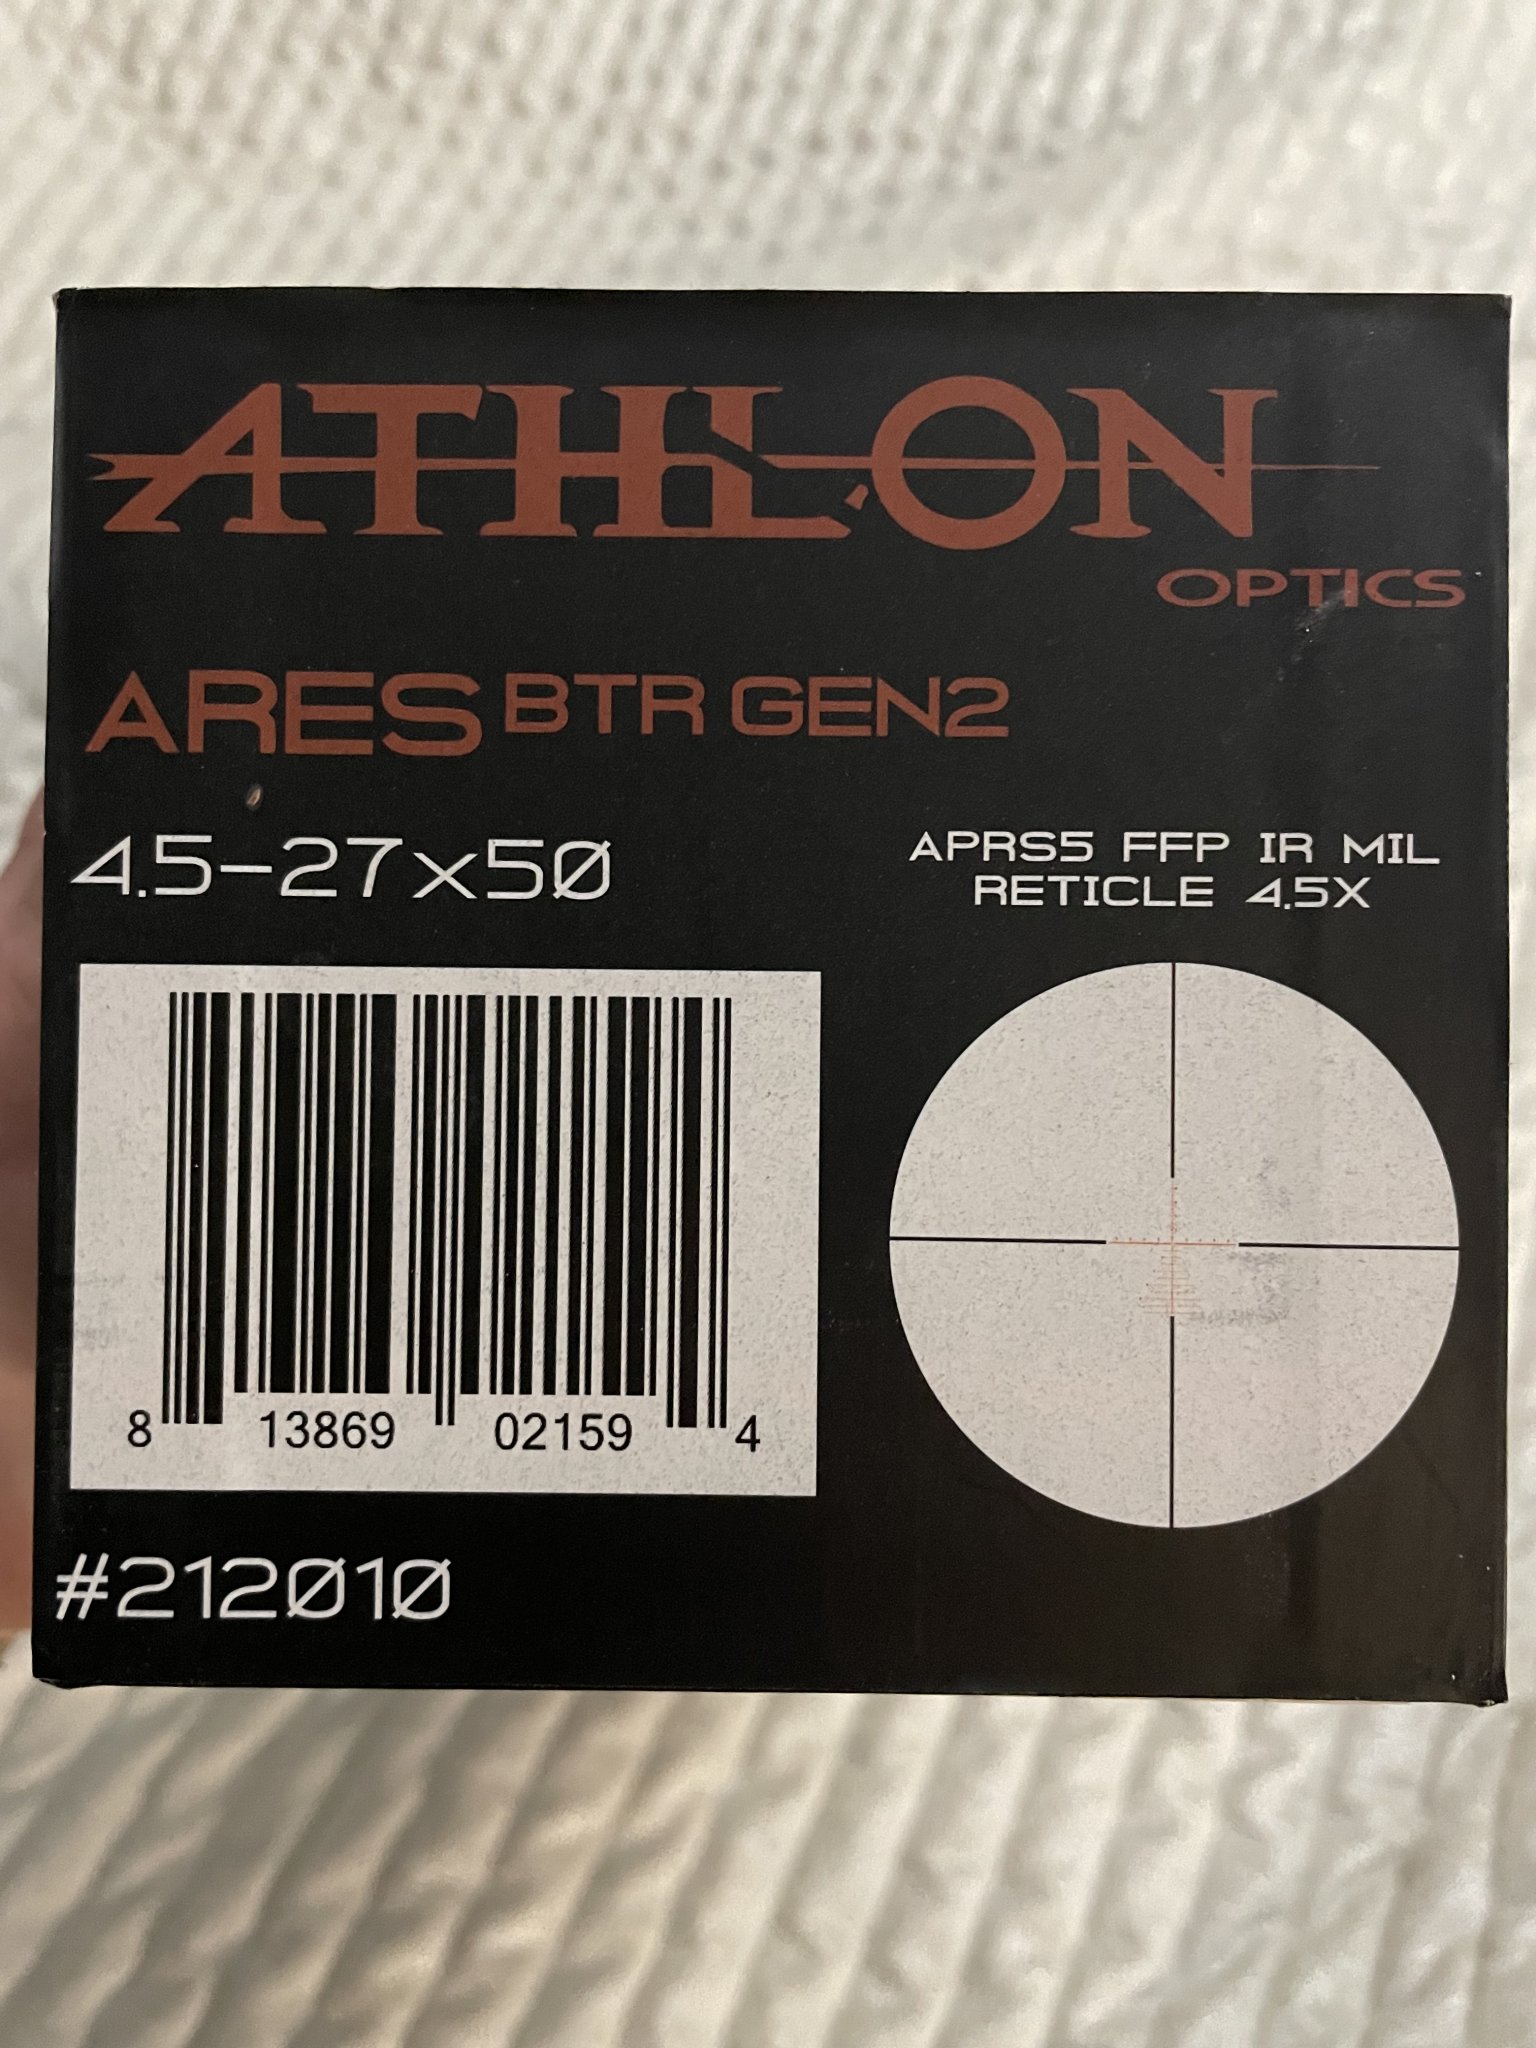 ATHLON
OPTICS
ARES BTR GEN2
4.5-27x50
APRS5 FFP IR MIL
RETICLE 4.5X
8 13869 02159 4
#212010